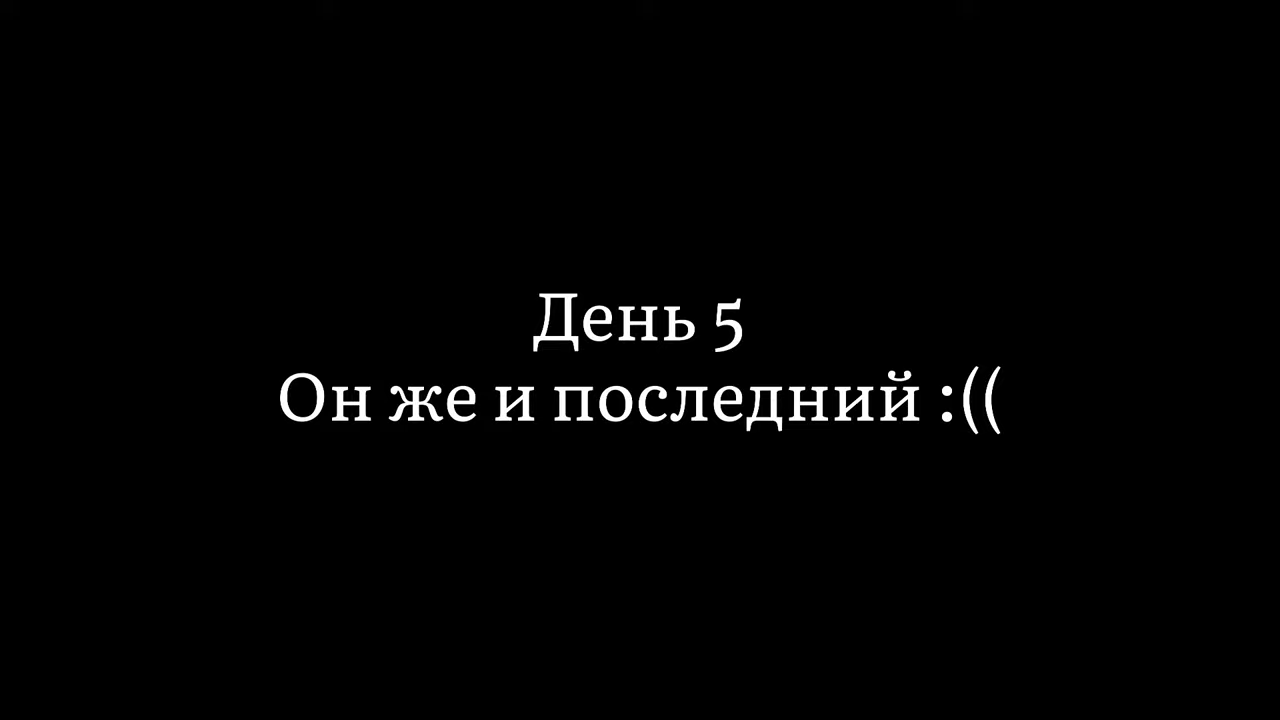 День 5
Он же и последний :((